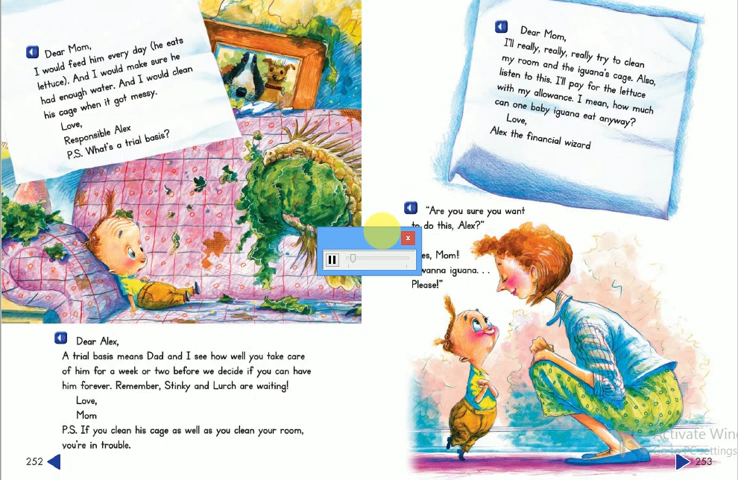 Dear Mom,
I would feed him every day (he eats
lettuce). And I would make sure he
had enough water. And I would clean
his cage when it got messy.
Love,
Responsible Alex
P.S. What's a trial basis?
Dear Alex,
A trial basis means Dad and I see how well you take care
of him for a week or two before we decide if you can have
him forever. Remember, Stinky and Lurch are waiting!
Love,
Mom
P.S. If you clean his cage as well as you clean your room,
you're in trouble.
252
Dear Mom,
I'll really, really, really try to clean
my room and the iguana's cage. Also,
listen to this. I'll pay for the lettuce
with my allowance. I mean, how much
can one baby iguana eat anyway?
Love,
Alex the financial wizard
"Are you sure you want
to do this, Alex?"
es, Mom!
wanna iguana. . .
Please!"
Activate Win
Go to PC settings
253